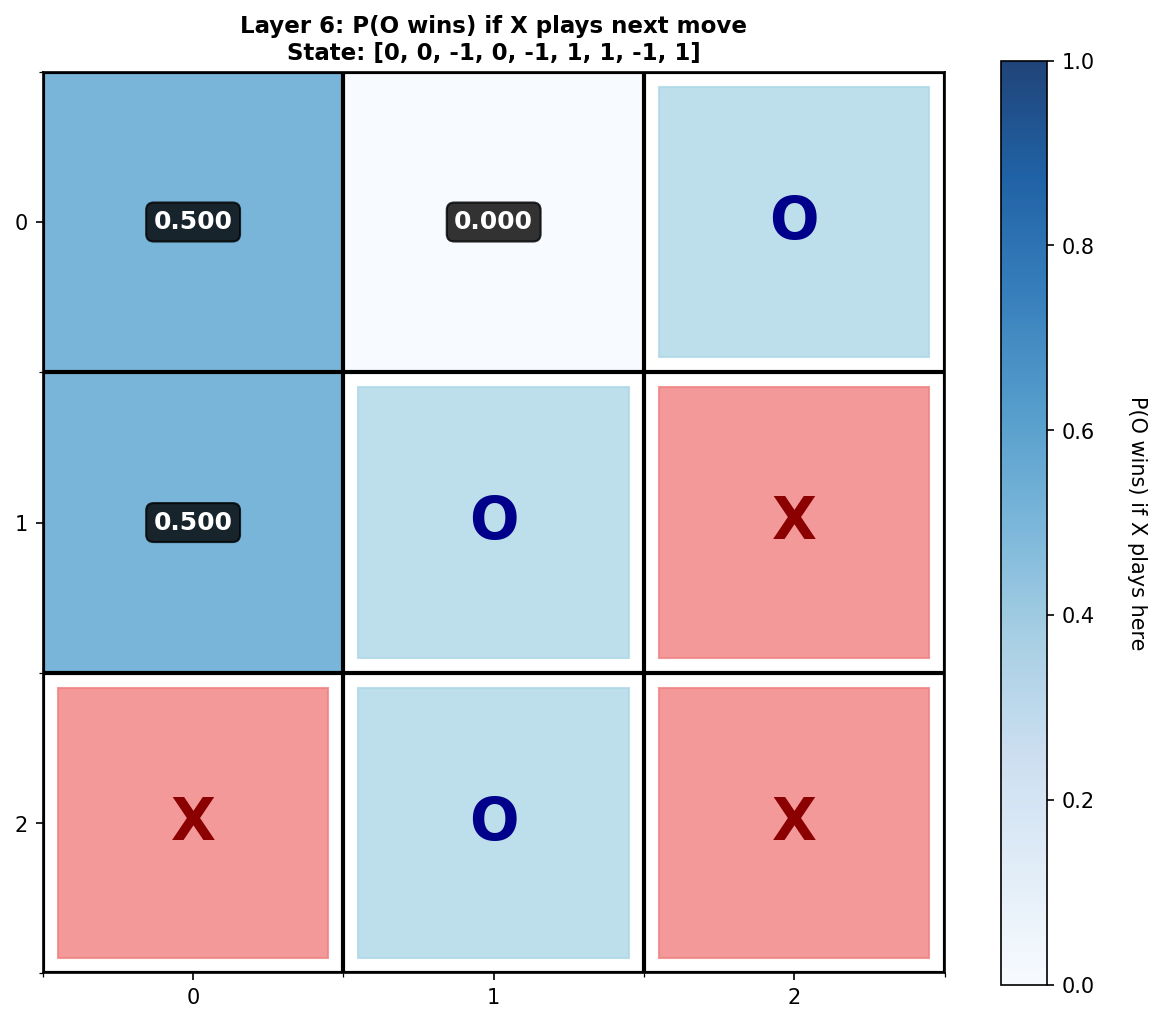 Layer 6: P(O wins) if X plays next move
State: [0, 0, -1, 0, -1, 1, 1, -1, 1]
0.500
0.000
O
0.500
O
X
X
O
X
0
1
2
0
1
2
1.0
0.8
0.6
0.4
0.2
0.0
P(O wins) if X plays here